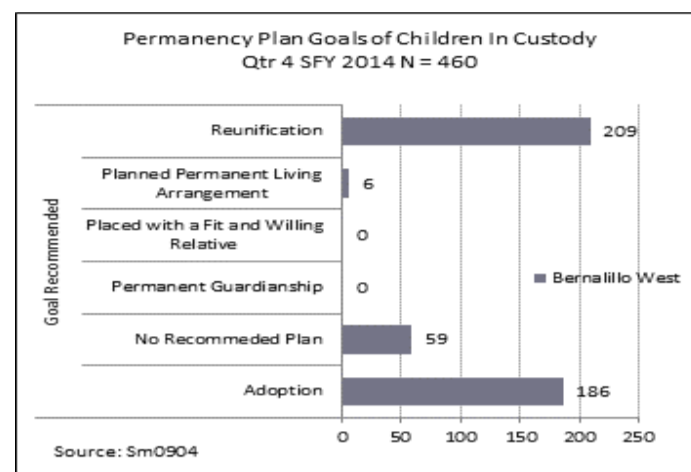 Permanency Plan Goals of Children In Custody
Qtr 4 SFY 2014 N = 460
Goal Recommended
Reunification
209
Planned Permanent Living
Arrangement
6
Placed with a Fit and Willing
Relative
0
Permanent Guardianship
0
Bernalillo West
No Recommeded Plan
59
Adoption
186
0 50 100 150 200 250
Source: Sm0904